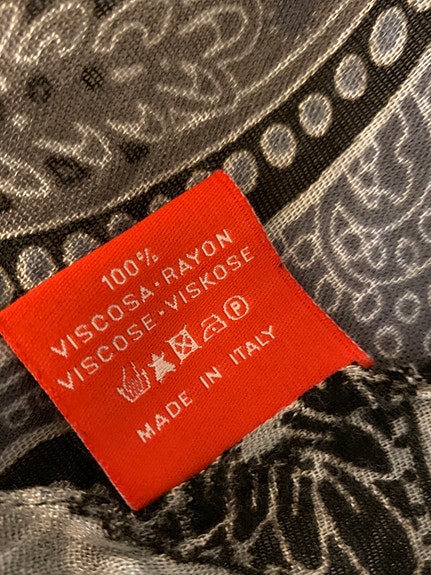 100%
VISCOSA·RAYON
VISCOSE·VISKOSE
P
MADE IN ITALY